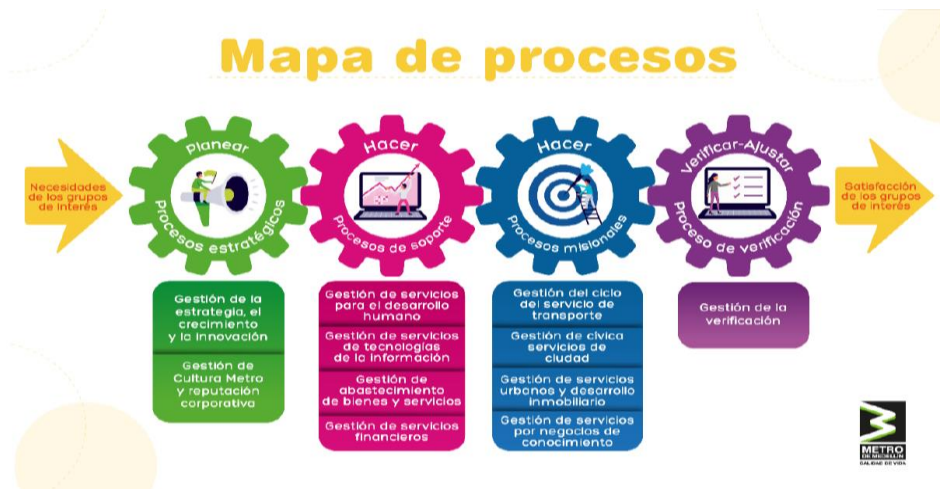 Mapa de procesos
Necesidades
de los grupos
de interés
Planear
Procesos estratégicos
Hacer
Procesos de soporte
Hacer
Procesos misionales
Verificar-Ajustar
Proceso de verificación
Satisfacción
de los grupos
de interés
Gestión de la
estrategia, el
crecimiento
y la innovación
Gestión de
Cultura Metro
y reputación
corporativa
Gestión de servicios
para el desarrollo
humano
Gestión de servicios
de tecnologías
de la información
Gestión de
abastecimiento
de bienes y servicios
Gestión de servicios
financieros
Gestión del ciclo
del servicio de
transporte
Gestión de cívica
servicios de
ciudad
Gestión de servicios
urbanos y desarrollo
inmobiliario
Gestión de servicios
por negocios de
conocimiento
Gestión de la
verificación
METRO
DE MEDELLÍN
CALIDAD DE VIDA